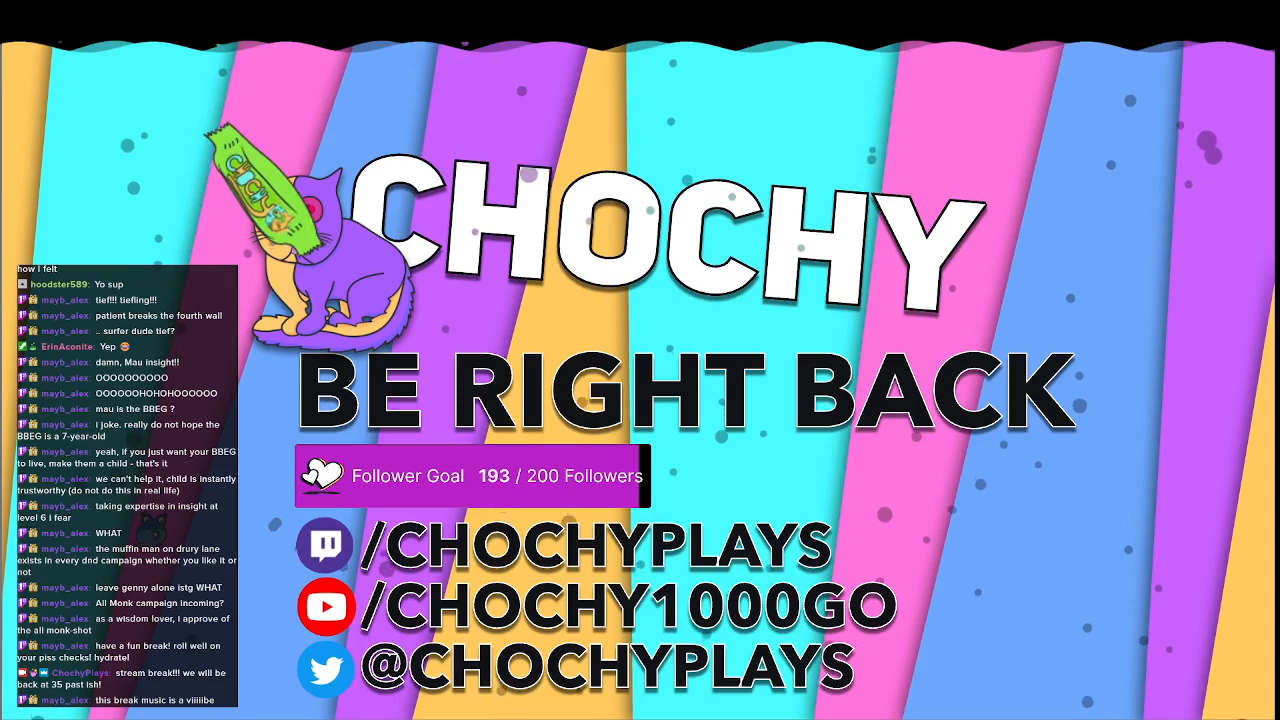 CHOCHY
CHOCHY
BE RIGHT BACK
Follower Goal 193 / 200 Followers
/CHOCHYPLAYS
/CHOCHY1000GO
@CHOCHYPLAYS
how I felt
hoodster589: Yo sup
mayb_alex: tief!!! tiefling!!!
mayb_alex: patient breaks the fourth wall
mayb_alex: .. surfer dude tief?
ErinAconite: Yep
mayb_alex: damn, Mau insight!!
mayb_alex: OOOOOOOOOO
mayb_alex: OOOOOOHOHOHOOOOOO
mayb_alex: mau is the BBEG ?
mayb_alex: I joke. really do not hope the
BBEG is a 7-year-old
mayb_alex: yeah, if you just want your BBEG
to live, make them a child - that's it
mayb_alex: we can't help it, child is instantly
trustworthy (do not do this in real life)
mayb_alex: taking expertise in insight at
level 6 I fear
mayb_alex: WHAT
mayb_alex: the muffin man on drury lane
exists in every dnd campaign whether you like it or
not
mayb_alex: leave genny alone istg WHAT
mayb_alex: All Monk campaign incoming?
mayb_alex: as a wisdom lover, I approve of
the all monk-shot
mayb_alex: have a fun break! roll well on
your piss checks! hydrate!
ChochyPlays: stream break!!! we will be
back at 35 past ish!
mayb_alex: this break music is a viiiiibe